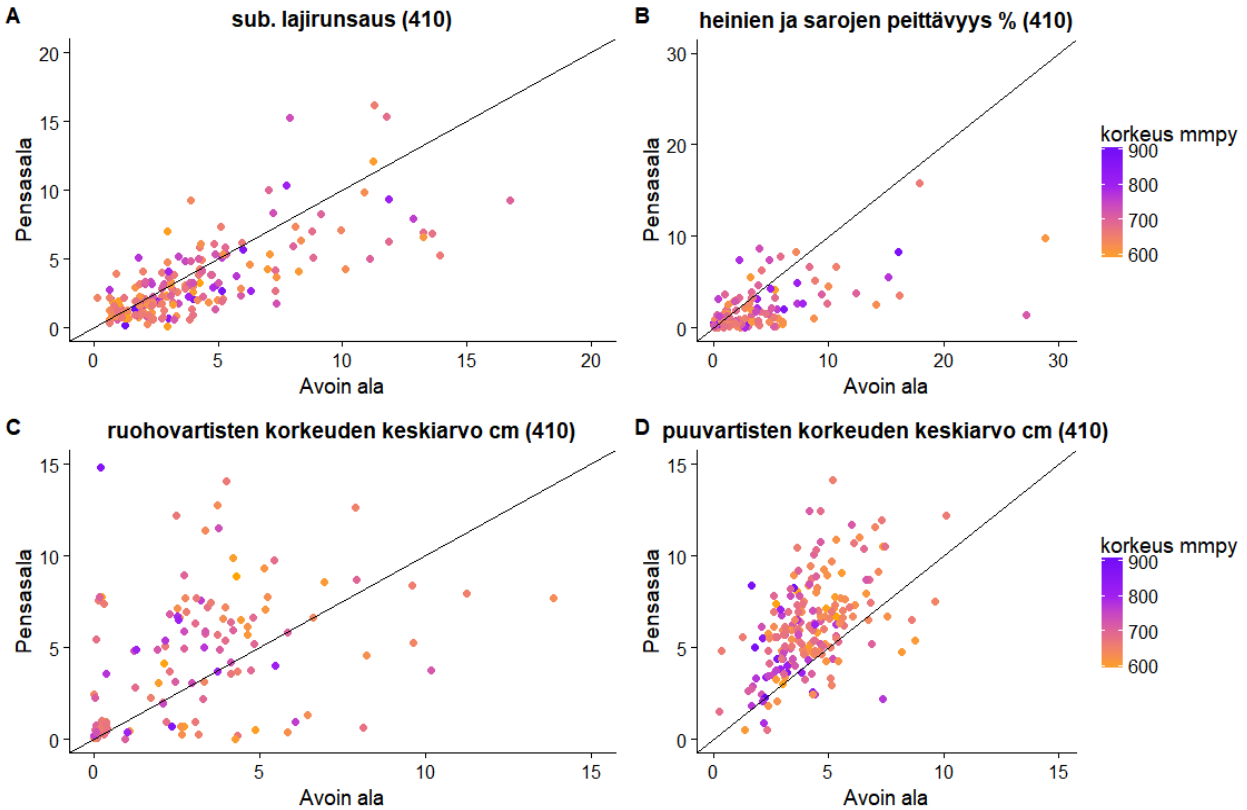 A
sub. lajirunsaus (410)
20
15
10
5
0
Pensasala
0 5 10 15 20
Avoin ala
B
heinien ja sarojen peittävyys % (410)
30
20
10
0
Pensasala
0 10 20 30
Avoin ala
korkeus mmpy
900
800
700
600
C
ruohovartisten korkeuden keskiarvo cm (410)
15
10
5
0
Pensasala
0 5 10 15
Avoin ala
D
puuvartisten korkeuden keskiarvo cm (410)
15
10
5
0
Pensasala
0 5 10 15
Avoin ala
korkeus mmpy
900
800
700
600